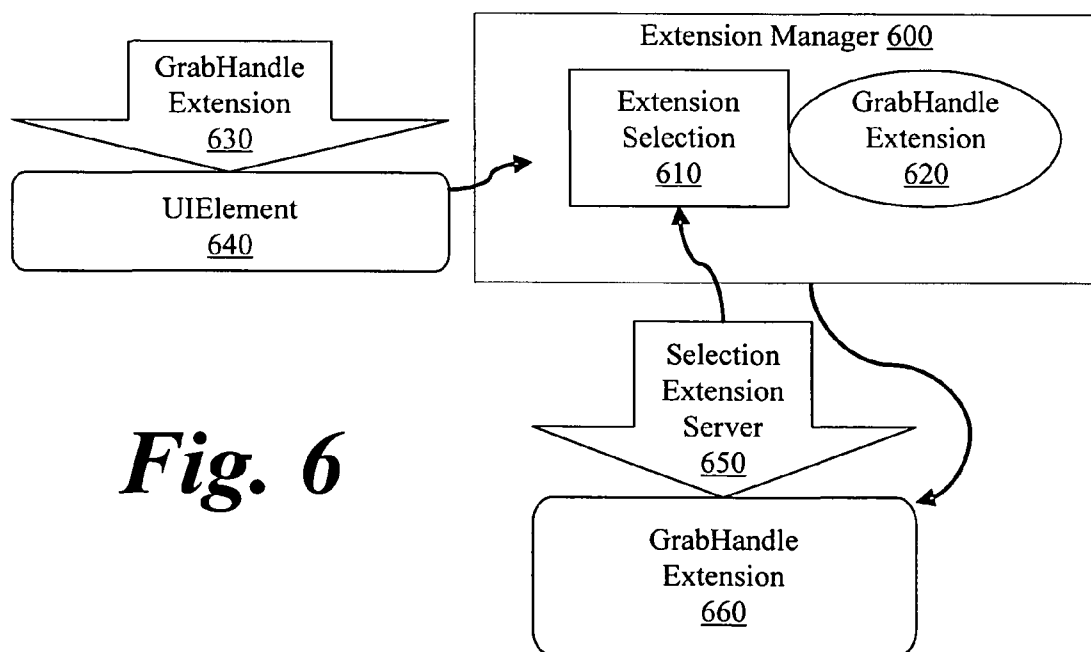 GrabHandle
Extension
630
UIElement
640
Extension Manager 600
Extension
Selection
610
GrabHandle
Extension
620
Selection
Extension
Server
650
GrabHandle
Extension
660
Fig. 6